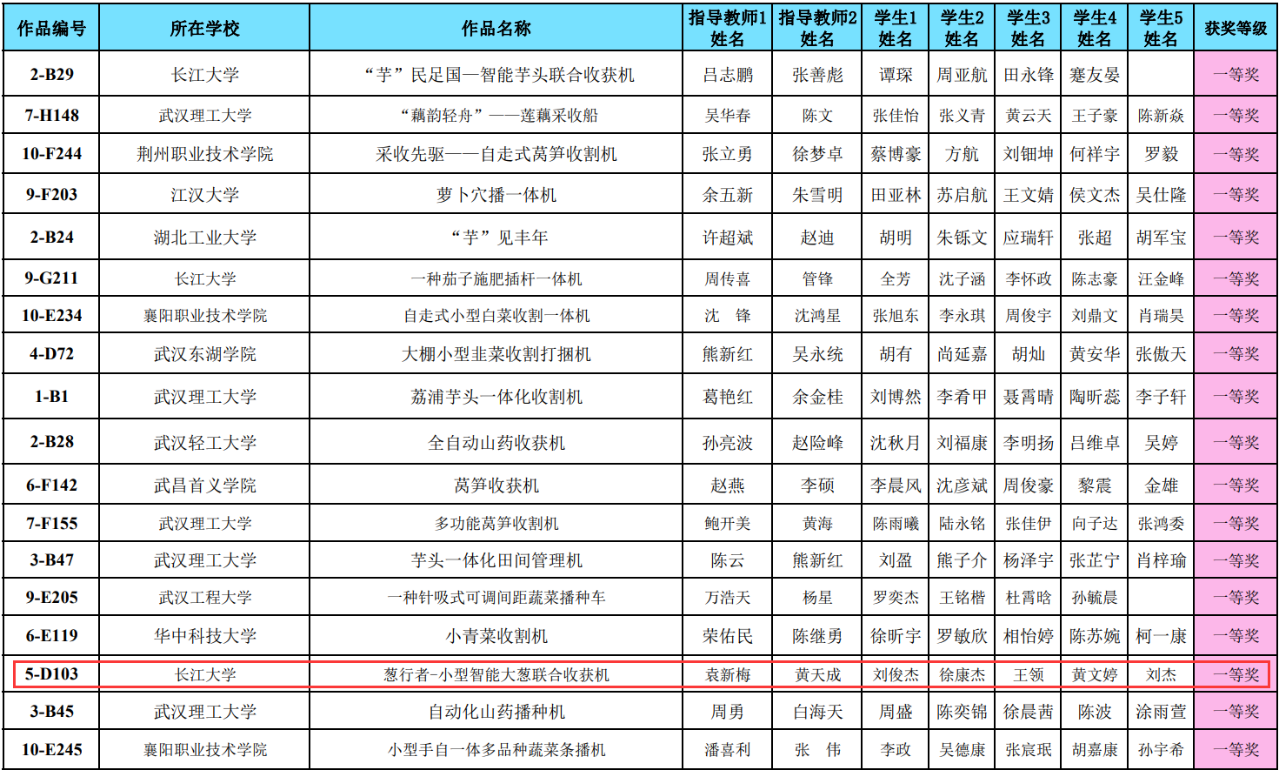 作品编号 所在学校 作品名称 指导教师1姓名 指导教师2姓名 学生1姓名 学生2姓名 学生3姓名 学生4姓名 学生5姓名 获奖等级
2-B29 长江大学 “芋”民足国—智能芋头联合收获机 吕志鹏 张善彪 谭琛 周亚航 田永锋 蹇友晏 一等奖
7-H148 武汉理工大学 “藕韵轻舟”——莲藕采收船 吴华春 陈文 张佳怡 张义青 黄云天 王子豪 陈新焱 一等奖
10-F244 荆州职业技术学院 采收先驱——自走式莴笋收割机 张立勇 徐梦卓 蔡博豪 方航 刘钿坤 何祥宇 罗毅 一等奖
9-F203 江汉大学 萝卜穴播一体机 余五新 朱雪明 田亚林 苏启航 王文婧 侯文杰 吴仕隆 一等奖
2-B24 湖北工业大学 “芋”见丰年 许超斌 赵迪 胡明 朱铄文 应瑞轩 张超 胡军宝 一等奖
9-G211 长江大学 一种茄子施肥插杆一体机 周传喜 管锋 全芳 沈子涵 李怀政 陈志豪 汪金峰 一等奖
10-E234 襄阳职业技术学院 自走式小型白菜收割一体机 沈 锋 沈鸿星 张旭东 李永琪 周俊宇 刘鼎文 肖瑞昊 一等奖
4-D72 武汉东湖学院 大棚小型韭菜收割打捆机 熊新红 吴永统 胡有 尚延嘉 胡灿 黄安华 张傲天 一等奖
1-B1 武汉理工大学 荔浦芋头一体化收割机 葛艳红 余金桂 刘博然 李肴甲 聂霄晴 陶昕蕊 李子轩 一等奖
2-B28 武汉轻工大学 全自动山药收获机 孙亮波 赵险峰 沈秋月 刘福康 李明扬 吕维卓 吴婷 一等奖
6-F142 武昌首义学院 莴笋收获机 赵燕 李硕 李晨风 沈彦斌 周俊豪 黎震 金雄 一等奖
7-F155 武汉理工大学 多功能莴笋收割机 鲍开美 黄海 陈雨曦 陆永铭 张佳伊 向子达 张鸿委 一等奖
3-B47 武汉理工大学 芋头一体化田间管理机 陈云 熊新红 刘盈 熊子介 杨泽宇 张芷宁 肖梓瑜 一等奖
9-E205 武汉工程大学 一种针吸式可调间距蔬菜播种车 万浩天 杨星 罗奕杰 王铭楷 杜霄晗 孙毓晨 一等奖
6-E119 华中科技大学 小青菜收割机 荣佑民 陈继勇 徐昕宇 罗敏欣 相怡婷 陈苏婉 柯一康 一等奖
5-D103 长江大学 葱行者-小型智能大葱联合收获机 袁新梅 黄天成 刘俊杰 徐康杰 王领 黄文婷 刘杰 一等奖
3-B45 武汉理工大学 自动化山药播种机 周勇 白海天 周盛 陈奕锦 徐晨茜 陈波 涂雨萱 一等奖
10-E245 襄阳职业技术学院 小型手自一体多品种蔬菜条播机 潘喜利 张 伟 李政 吴德康 张宸珉 胡嘉康 孙宇希 一等奖